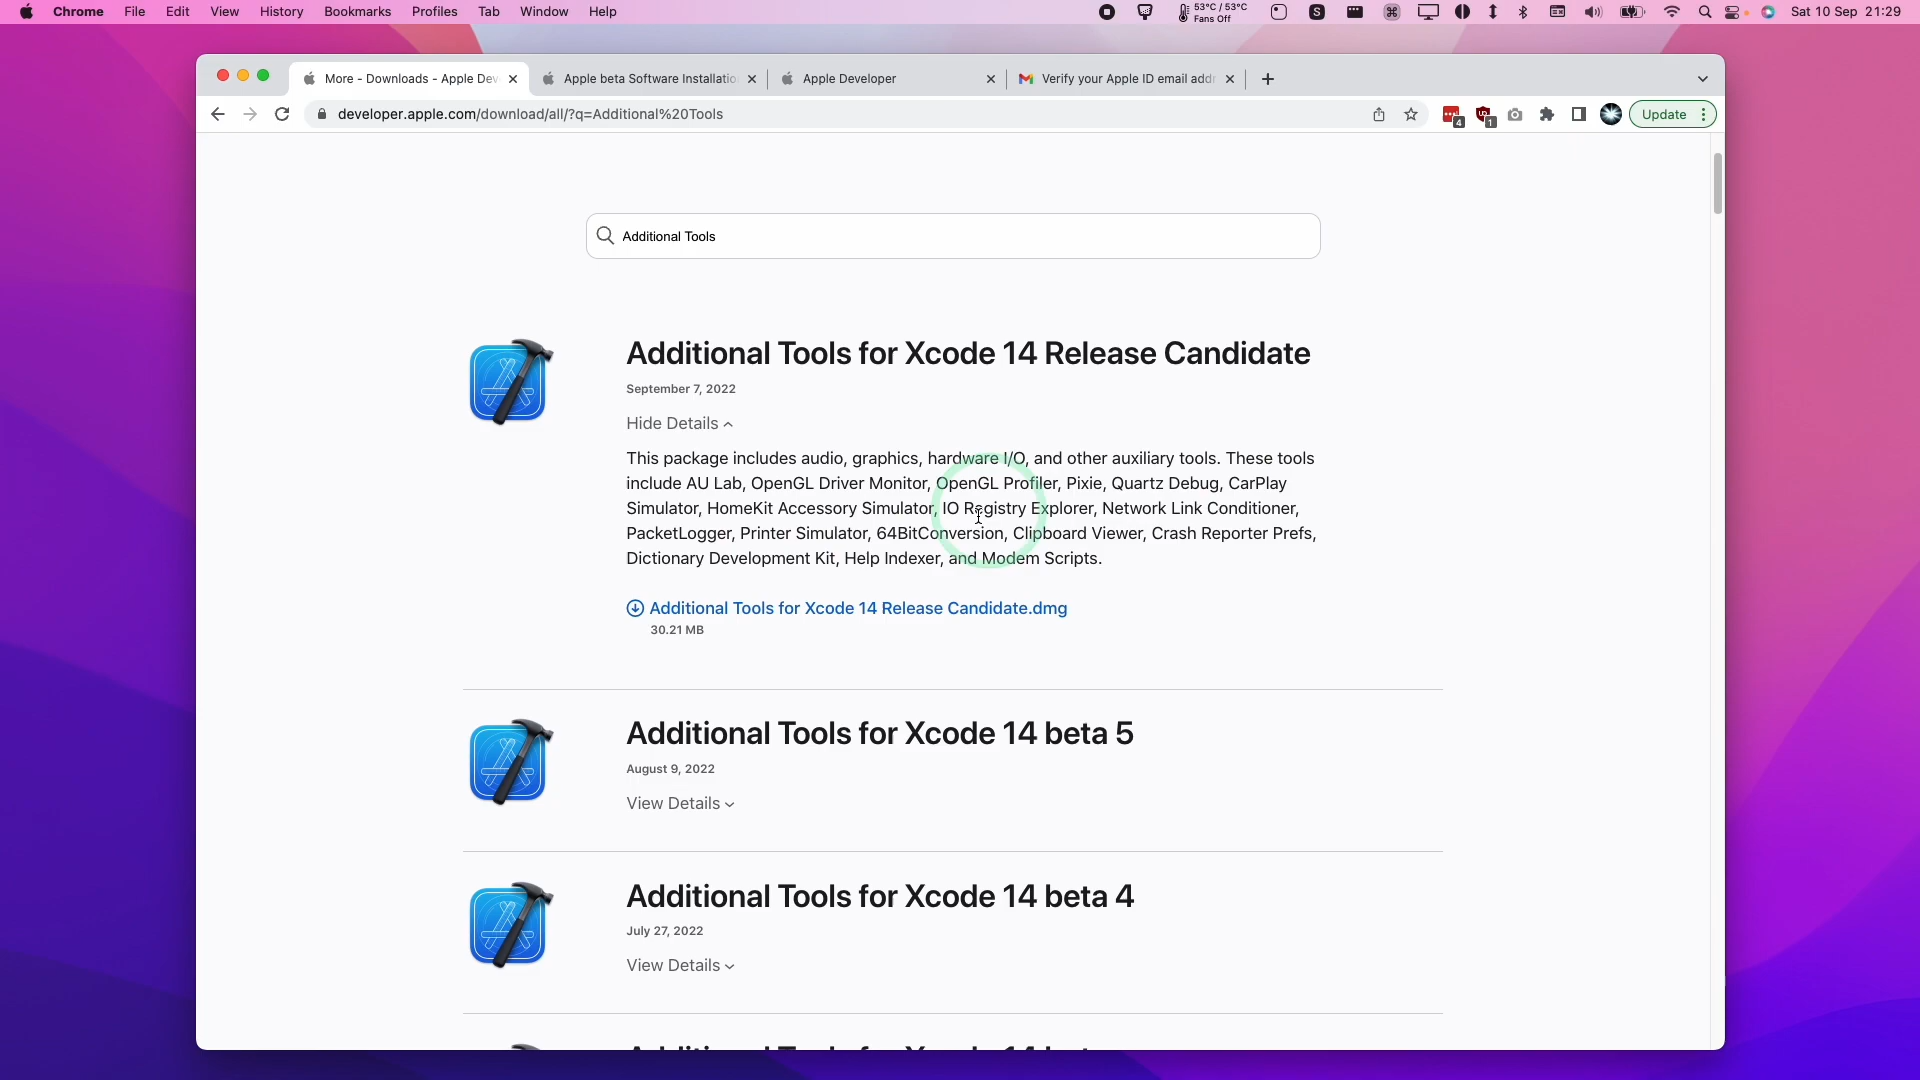 Chrome File Edit View History Bookmarks Profiles Tab Window Help 53°C / 53°C Sat 10 Sep 21:29
Fans Off
More - Downloads - Apple Dev Apple beta Software Installatio Apple Developer Verify your Apple ID email addr
developer.apple.com/download/all/?q=Additional%20Tools 4 1 Update
Additional Tools
Additional Tools for Xcode 14 Release Candidate
September 7, 2022
Hide Details
This package includes audio, graphics, hardware I/O, and other auxiliary tools. These tools
include AU Lab, OpenGL Driver Monitor, OpenGL Profiler, Pixie, Quartz Debug, CarPlay
Simulator, HomeKit Accessory Simulator, IO Registry Explorer, Network Link Conditioner,
PacketLogger, Printer Simulator, 64BitConversion, Clipboard Viewer, Crash Reporter Prefs,
Dictionary Development Kit, Help Indexer, and Modem Scripts.
Additional Tools for Xcode 14 Release Candidate.dmg
30.21 MB
Additional Tools for Xcode 14 beta 5
August 9, 2022
View Details
Additional Tools for Xcode 14 beta 4
July 27, 2022
View Details